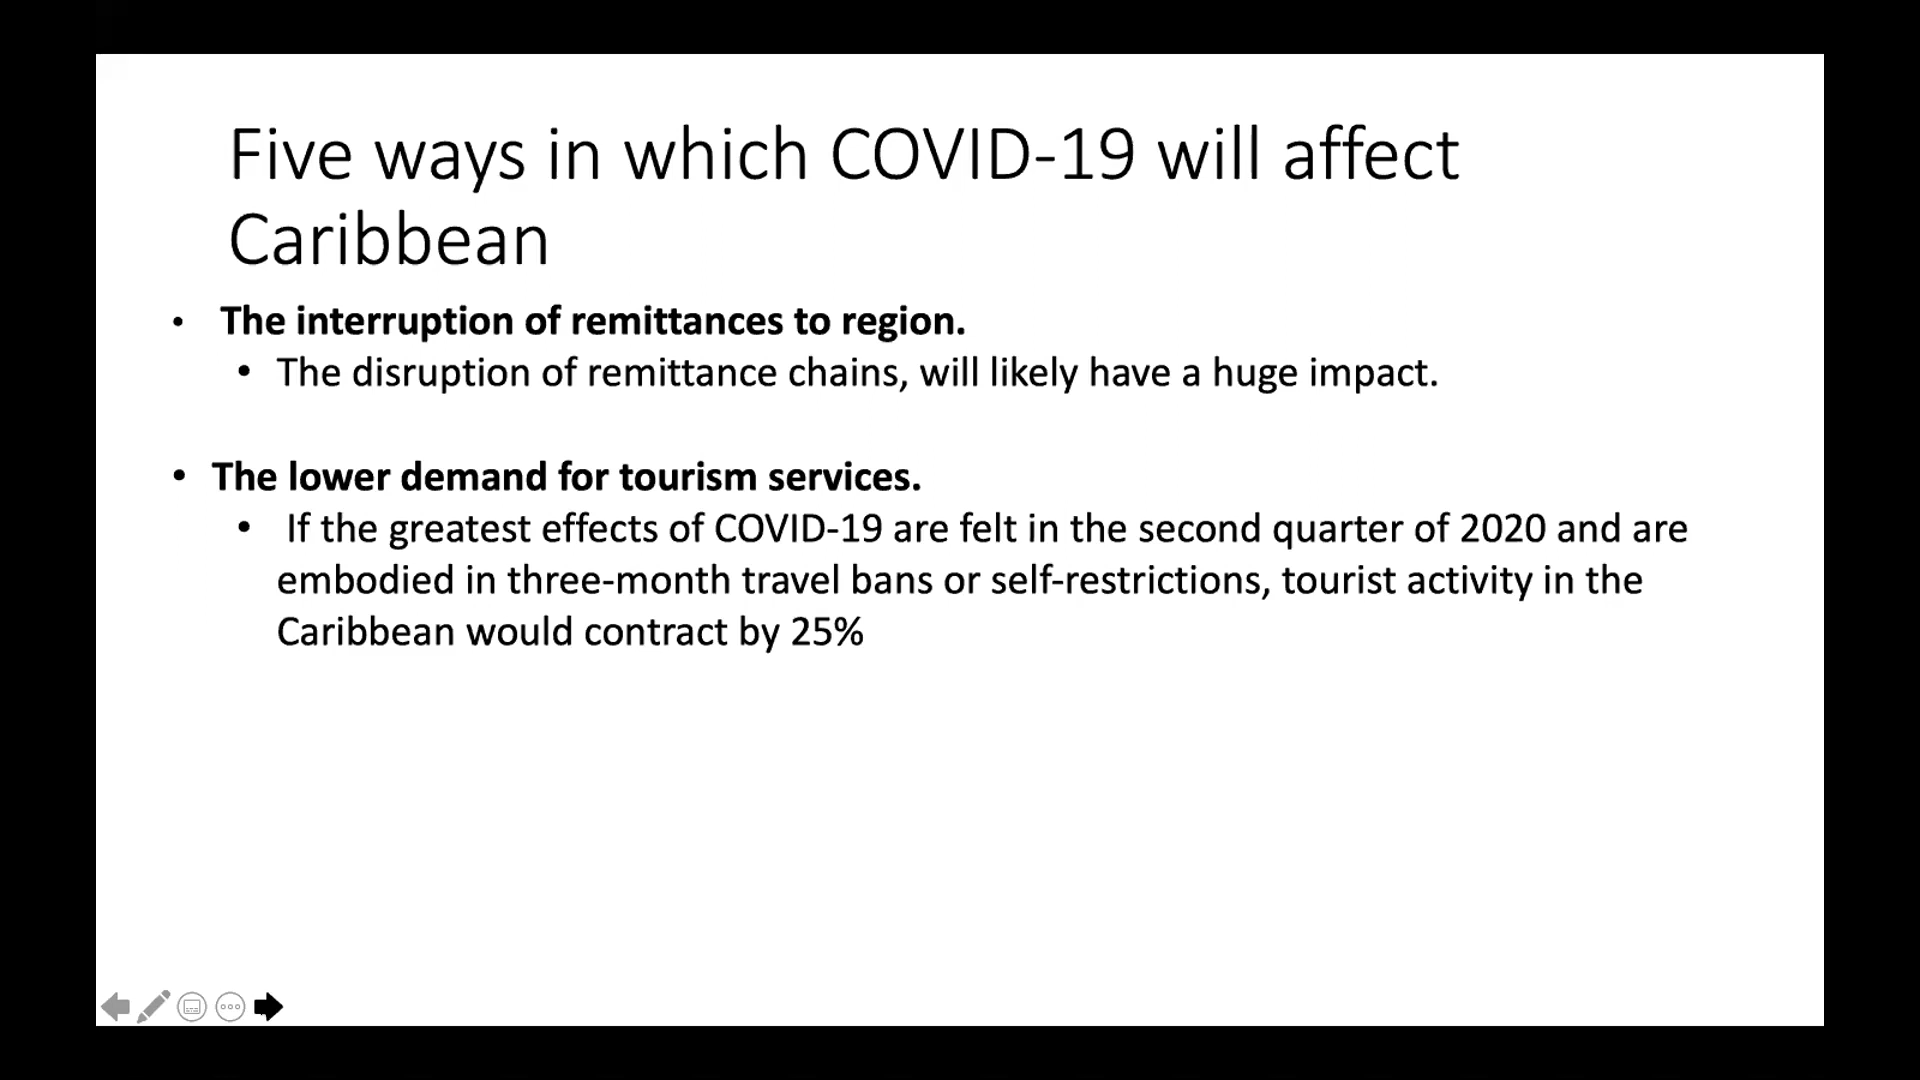 Five ways in which COVID-19 will affect
Caribbean
• The interruption of remittances to region.
• The disruption of remittance chains, will likely have a huge impact.
• The lower demand for tourism services.
• If the greatest effects of COVID-19 are felt in the second quarter of 2020 and are
embodied in three-month travel bans or self-restrictions, tourist activity in the
Caribbean would contract by 25%